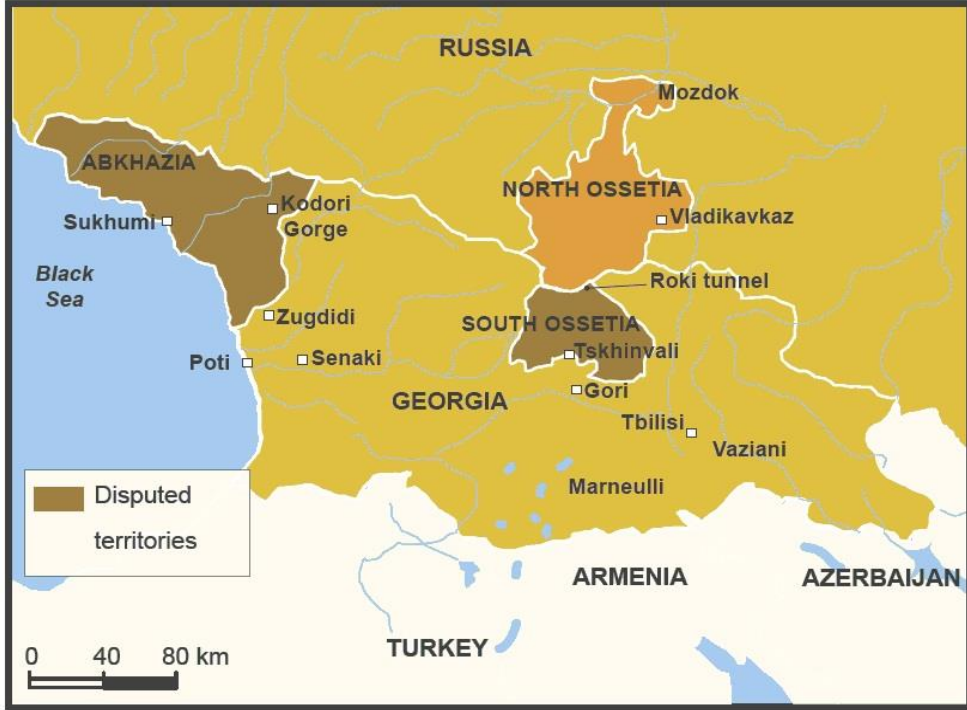 RUSSIA
Mozdok
ABKHAZIA
NORTH OSSETIA
Kodori
Gorge
Sukhumi
Vladikavkaz
Black
Sea
Roki tunnel
Zugdidi
SOUTH OSSETIA
Tskhinvali
Poti
Senaki
Gori
GEORGIA
Tbilisi
Vaziani
Marneulli
Disputed
territories
ARMENIA
AZERBAIJAN
TURKEY
0 40 80 km